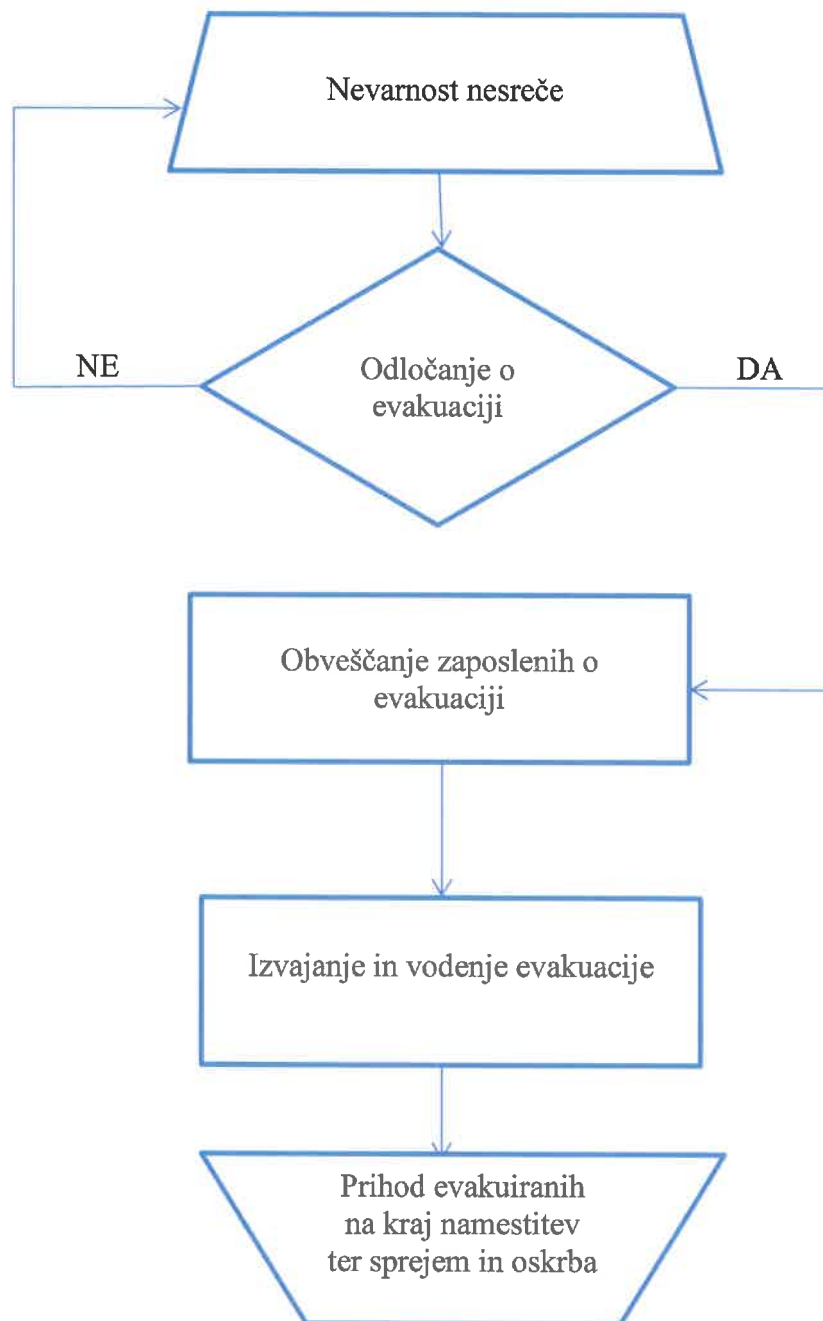 Nevarnost nesreče
NE
Odločanje o
evakuaciji
DA
Obveščanje zaposlenih o
evakuaciji
Izvajanje in vodenje evakuacije
Prihod evakuiranih
na kraj namestitev
ter sprejem in oskrba